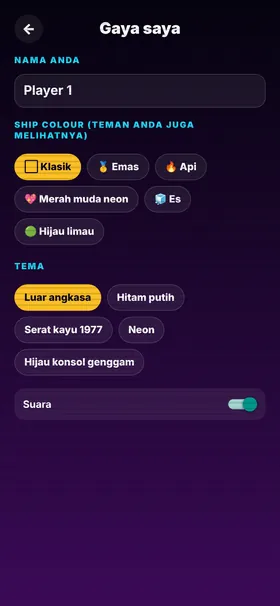 Gaya saya
NAMA ANDA
Player 1
SHIP COLOUR (TEMAN ANDA JUGA
MELIHATNYA)
Klasik
🥇 Emas
🔥 Api
💖 Merah muda neon
🧊 Es
🟢 Hijau limau
TEMA
Luar angkasa
Hitam putih
Serat kayu 1977
Neon
Hijau konsol genggam
Suara